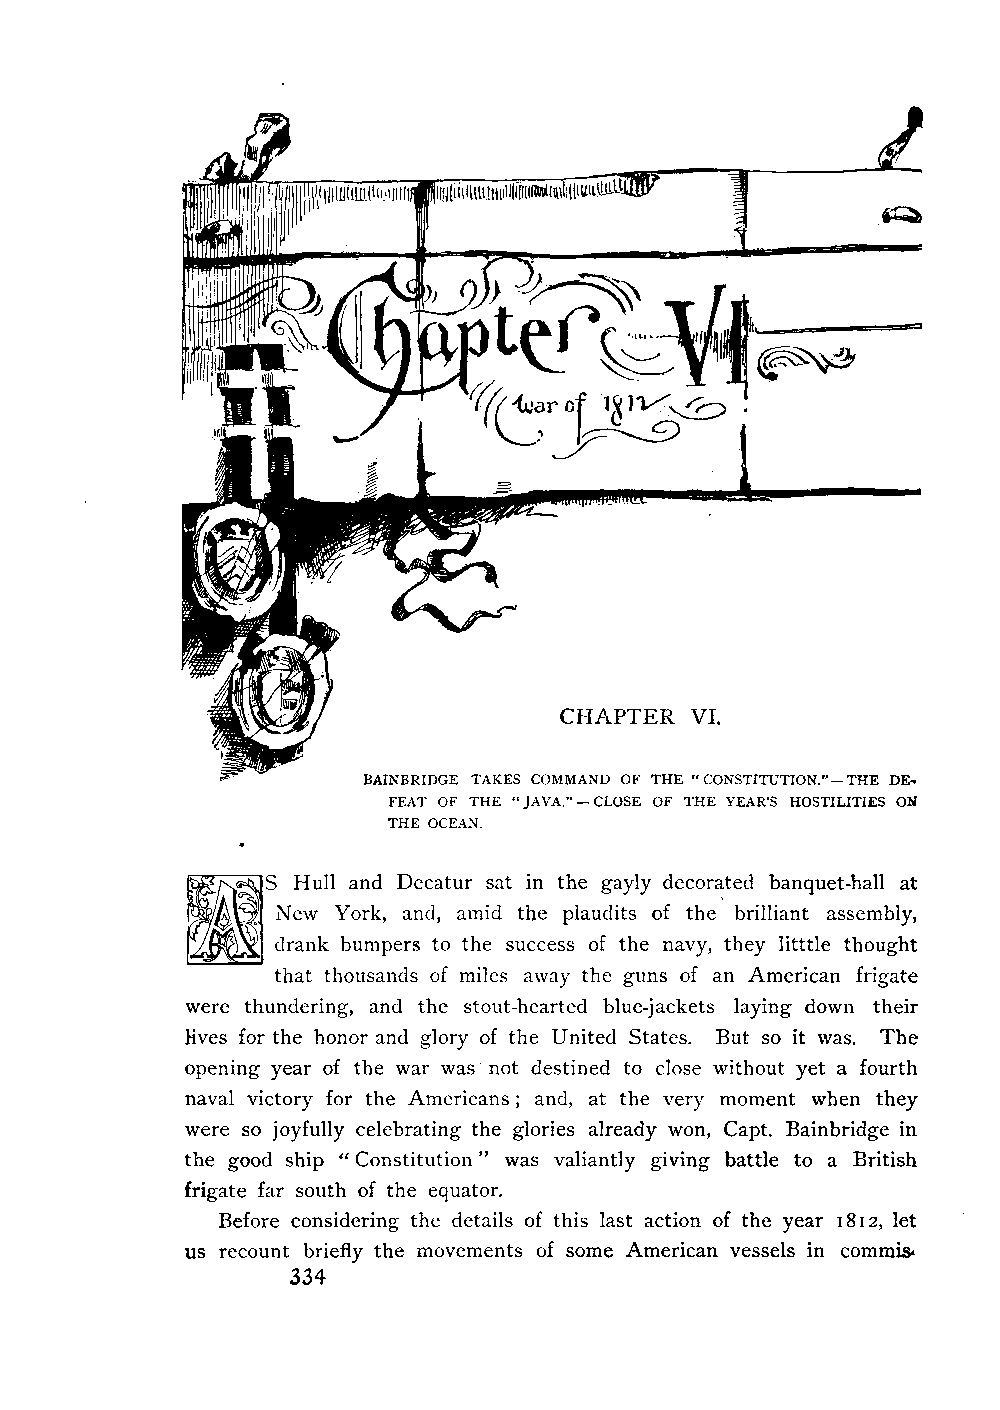 Chapter VI
War of 1812
CHAPTER VI.
BAINBRIDGE TAKES COMMAND OF THE "CONSTITUTION."—THE DE-
FEAT OF THE "JAVA."—CLOSE OF THE YEAR'S HOSTILITIES ON
THE OCEAN.
AS Hull and Decatur sat in the gayly decorated banquet-hall at
New York, and, amid the plaudits of the brilliant assembly,
drank bumpers to the success of the navy, they litttle thought
that thousands of miles away the guns of an American frigate
were thundering, and the stout-hearted blue-jackets laying down their
lives for the honor and glory of the United States. But so it was. The
opening year of the war was not destined to close without yet a fourth
naval victory for the Americans; and, at the very moment when they
were so joyfully celebrating the glories already won, Capt. Bainbridge in
the good ship "Constitution" was valiantly giving battle to a British
frigate far south of the equator.
Before considering the details of this last action of the year 1812, let
us recount briefly the movements of some American vessels in commis-
334